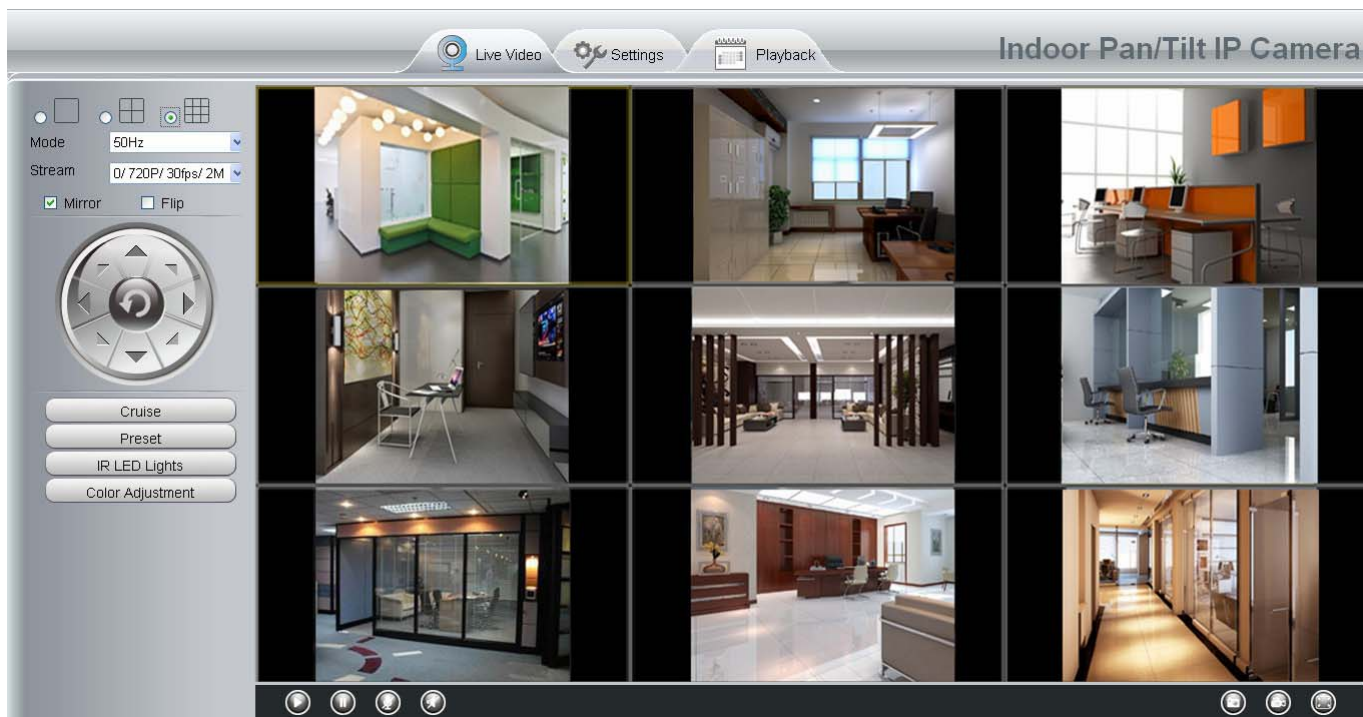 Live Video
Settings
Playback
Indoor Pan/Tilt IP Camera
Mode
50Hz
Stream
0/ 720P/ 30fps/ 2M
Mirror
Flip
Cruise
Preset
IR LED Lights
Color Adjustment